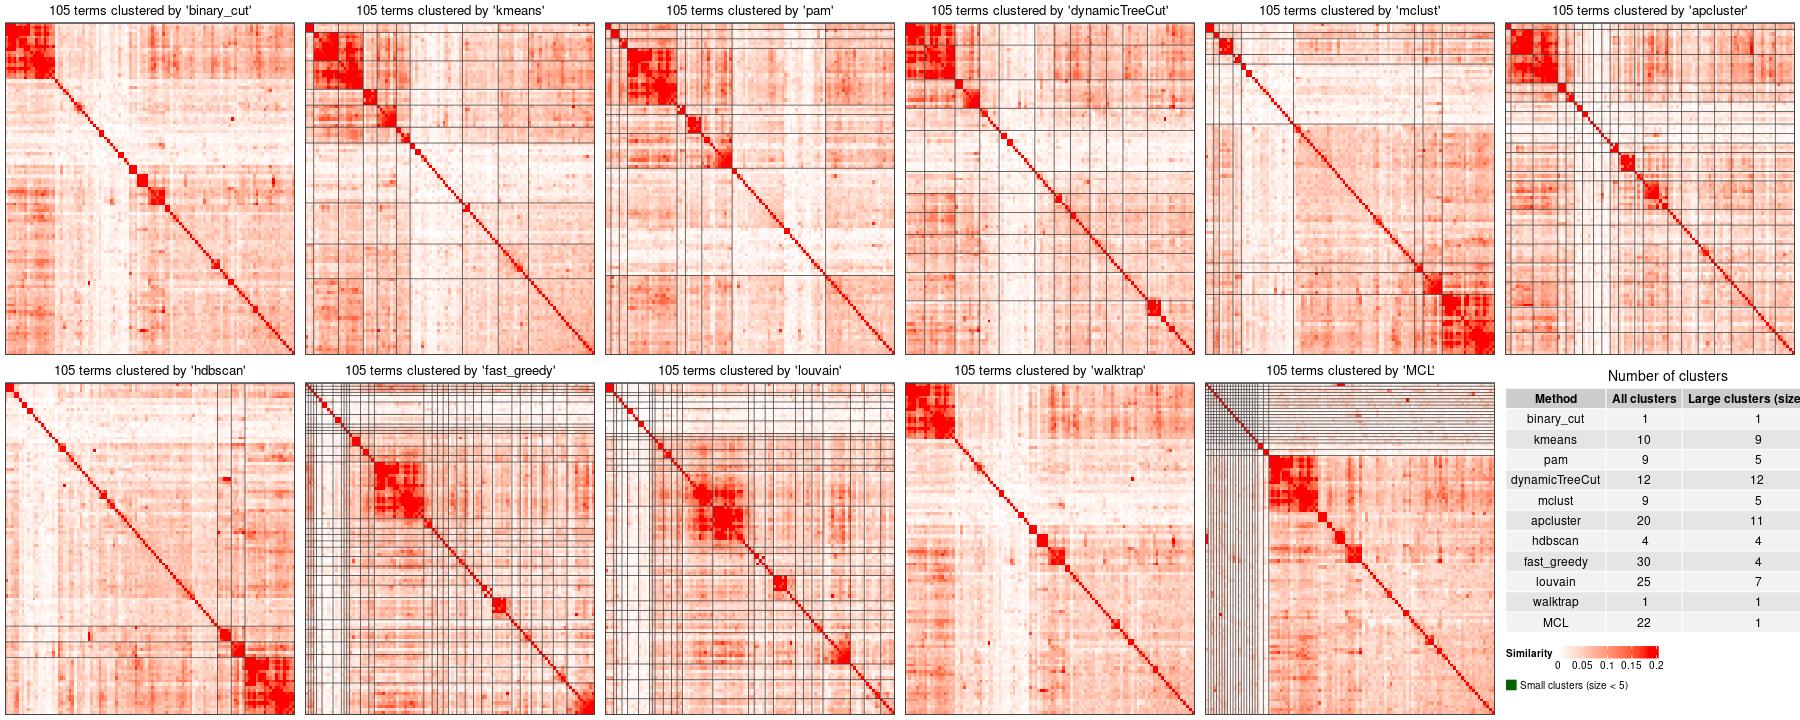 105 terms clustered by 'binary_cut'
105 terms clustered by 'kmeans'
105 terms clustered by 'pam'
105 terms clustered by 'dynamicTreeCut'
105 terms clustered by 'mclust'
105 terms clustered by 'apcluster'
105 terms clustered by 'hdbscan'
105 terms clustered by 'fast_greedy'
105 terms clustered by 'louvain'
105 terms clustered by 'walktrap'
105 terms clustered by 'MCL'
Number of clusters
Method All clusters Large clusters (size
binary_cut 1 1
kmeans 10 9
pam 9 5
dynamicTreeCut 12 12
mclust 9 5
apcluster 20 11
hdbscan 4 4
fast_greedy 30 4
louvain 25 7
walktrap 1 1
MCL 22 1
Similarity
0 0.05 0.1 0.15 0.2
Small clusters (size < 5)